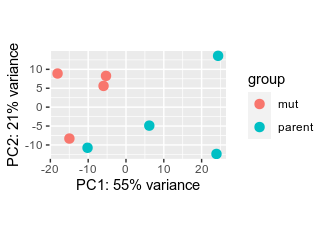 PC2: 21% variance
10
5
0
-5
-10
-20 -10 0 10 20
PC1: 55% variance
group
mut
parent